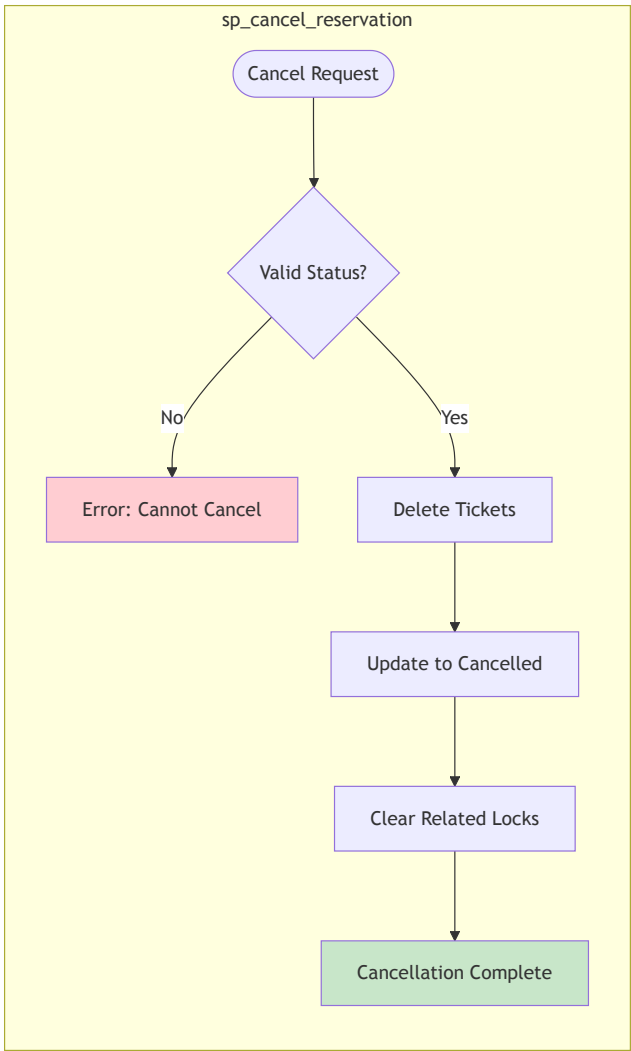 sp_cancel_reservation
Cancel Request
Valid Status?
No
Yes
Error: Cannot Cancel
Delete Tickets
Update to Cancelled
Clear Related Locks
Cancellation Complete